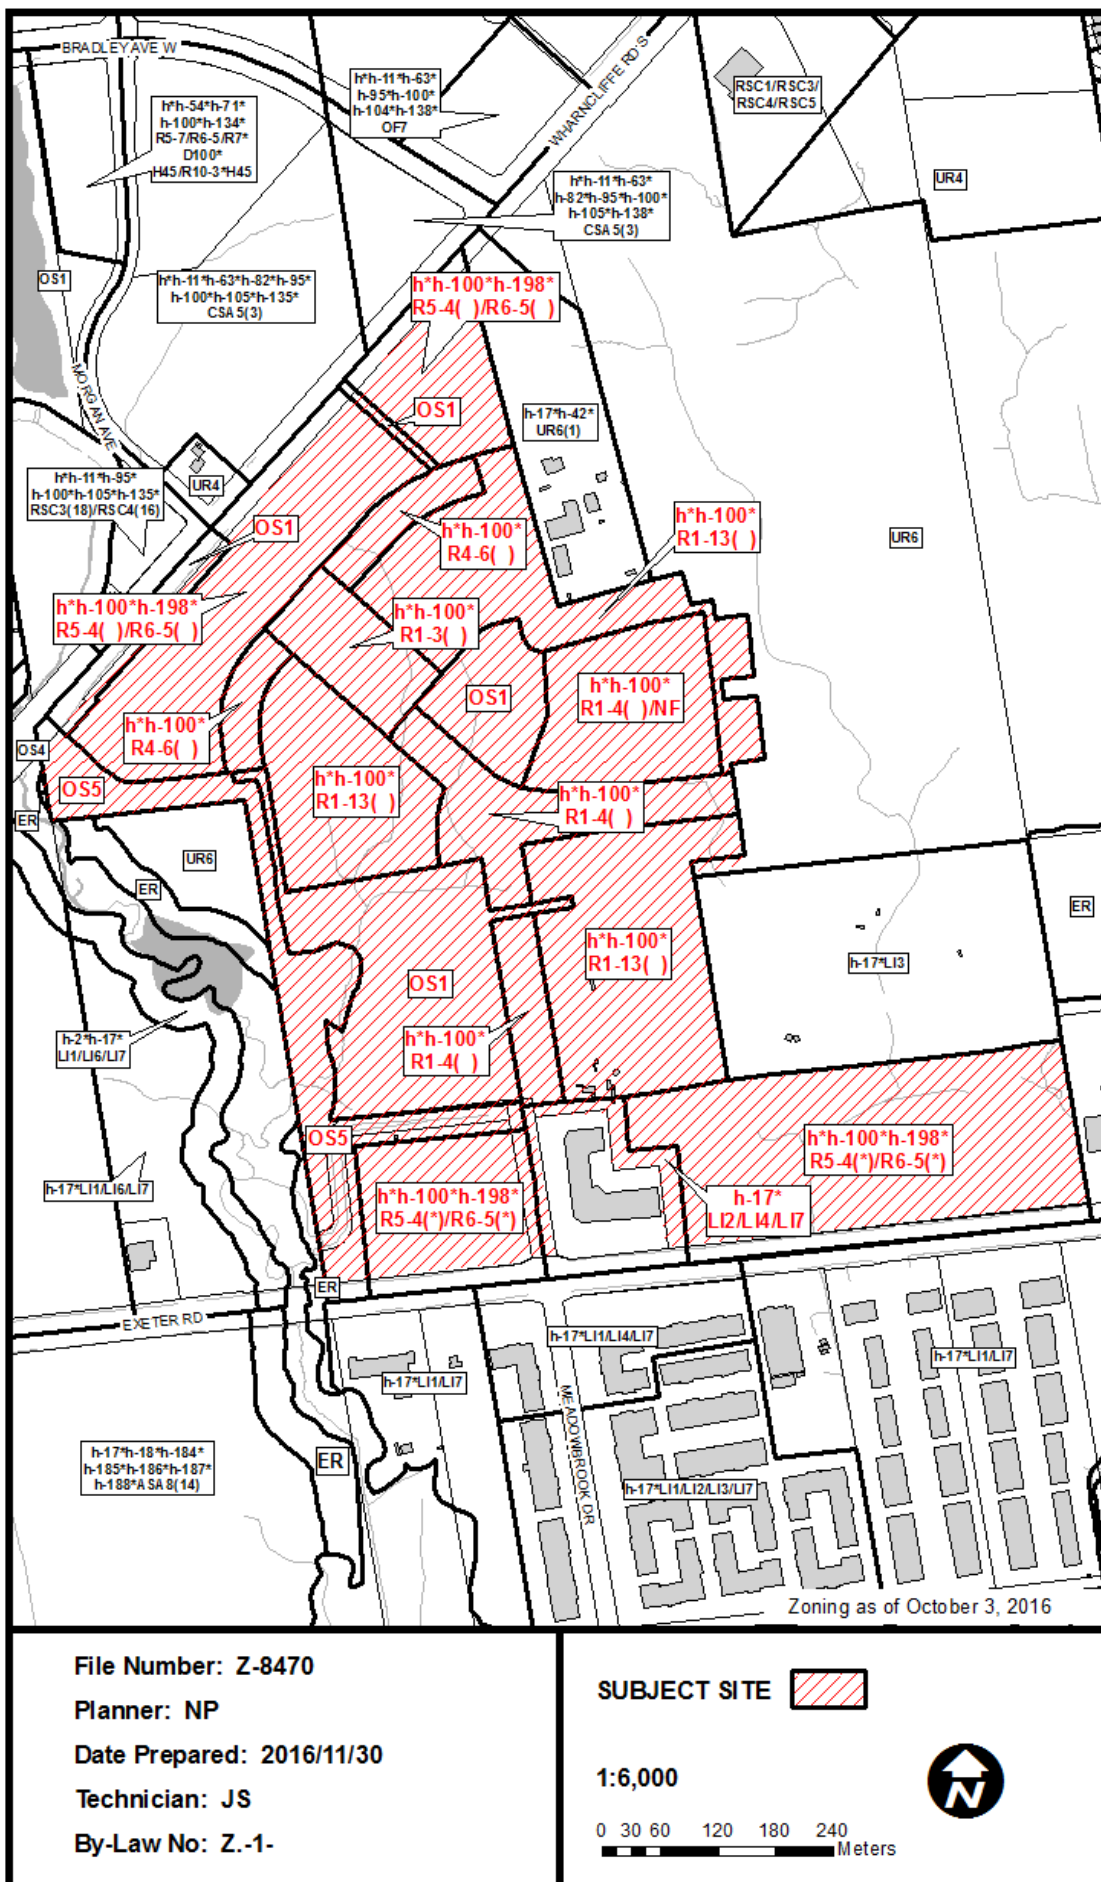 BRADLEY AVE W
WHARNCLIFFE RD S
h*h-11*h-63*
h-95*h-100*
h-104*h-138*
OF7
RSC1/RSC3/
RSC4/RSC5
h*h-54*h-71*
h-100*h-134*
R5-7/R6-5/R7*
D100*
H45/R10-3*H45
UR4
h*h-11*h-63*
h-82*h-95*h-100*
h-105*h-138*
CSA5(3)
OS1
h*h-11*h-63*h-82*h-95*
h-100*h-105*h-135*
CSA5(3)
h*h-100*h-198*
R5-4( )/R6-5( )
MORGAN AVE
OS1
h-17*h-42*
UR6(1)
UR4
h*h-11*h-95*
h-100*h-105*h-135*
RSC3(18)/RSC4(16)
OS1
h*h-100*
R4-6( )
h*h-100*
R1-13( )
UR6
h*h-100*h-198*
R5-4( )/R6-5( )
h*h-100*
R1-3( )
OS1
h*h-100*
R1-4( )/NF
h*h-100*
R4-6( )
OS4
OS5
h*h-100*
R1-13( )
h*h-100*
R1-4( )
ER
UR6
ER
ER
h*h-100*
R1-13( )
h-17*LI3
OS1
h-2*h-17*
LI1/LI6/LI7
h*h-100*
R1-4( )
OS5
h*h-100*h-198*
R5-4(*)/R6-5(*)
h-17*LI1/LI6/LI7
h*h-100*h-198*
R5-4(*)/R6-5(*)
h-17*
LI2/LI4/LI7
ER
EXETER RD
h-17*LI1/LI4/LI7
h-17*LI1/LI7
h-17*LI1/LI7
MEADOWBROOK DR
h-17*h-18*h-184*
h-185*h-186*h-187*
h-188*ASA8(14)
ER
h-17*LI1/LI2/LI3/LI7
Zoning as of October 3, 2016
File Number: Z-8470
Planner: NP
Date Prepared: 2016/11/30
Technician: JS
By-Law No: Z.-1-
SUBJECT SITE
1:6,000
N
0 30 60 120 180 240
Meters